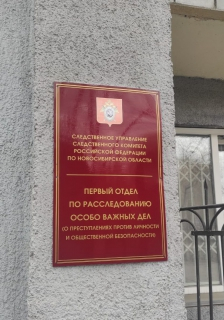 СЛЕДСТВЕННОЕ УПРАВЛЕНИЕ
СЛЕДСТВЕННОГО КОМИТЕТА
РОССИЙСКОЙ ФЕДЕРАЦИИ
ПО НОВОСИБИРСКОЙ ОБЛАСТИ
ПЕРВЫЙ ОТДЕЛ
ПО РАССЛЕДОВАНИЮ
ОСОБО ВАЖНЫХ ДЕЛ
(О ПРЕСТУПЛЕНИЯХ ПРОТИВ ЛИЧНОСТИ
И ОБЩЕСТВЕННОЙ БЕЗОПАСНОСТИ)